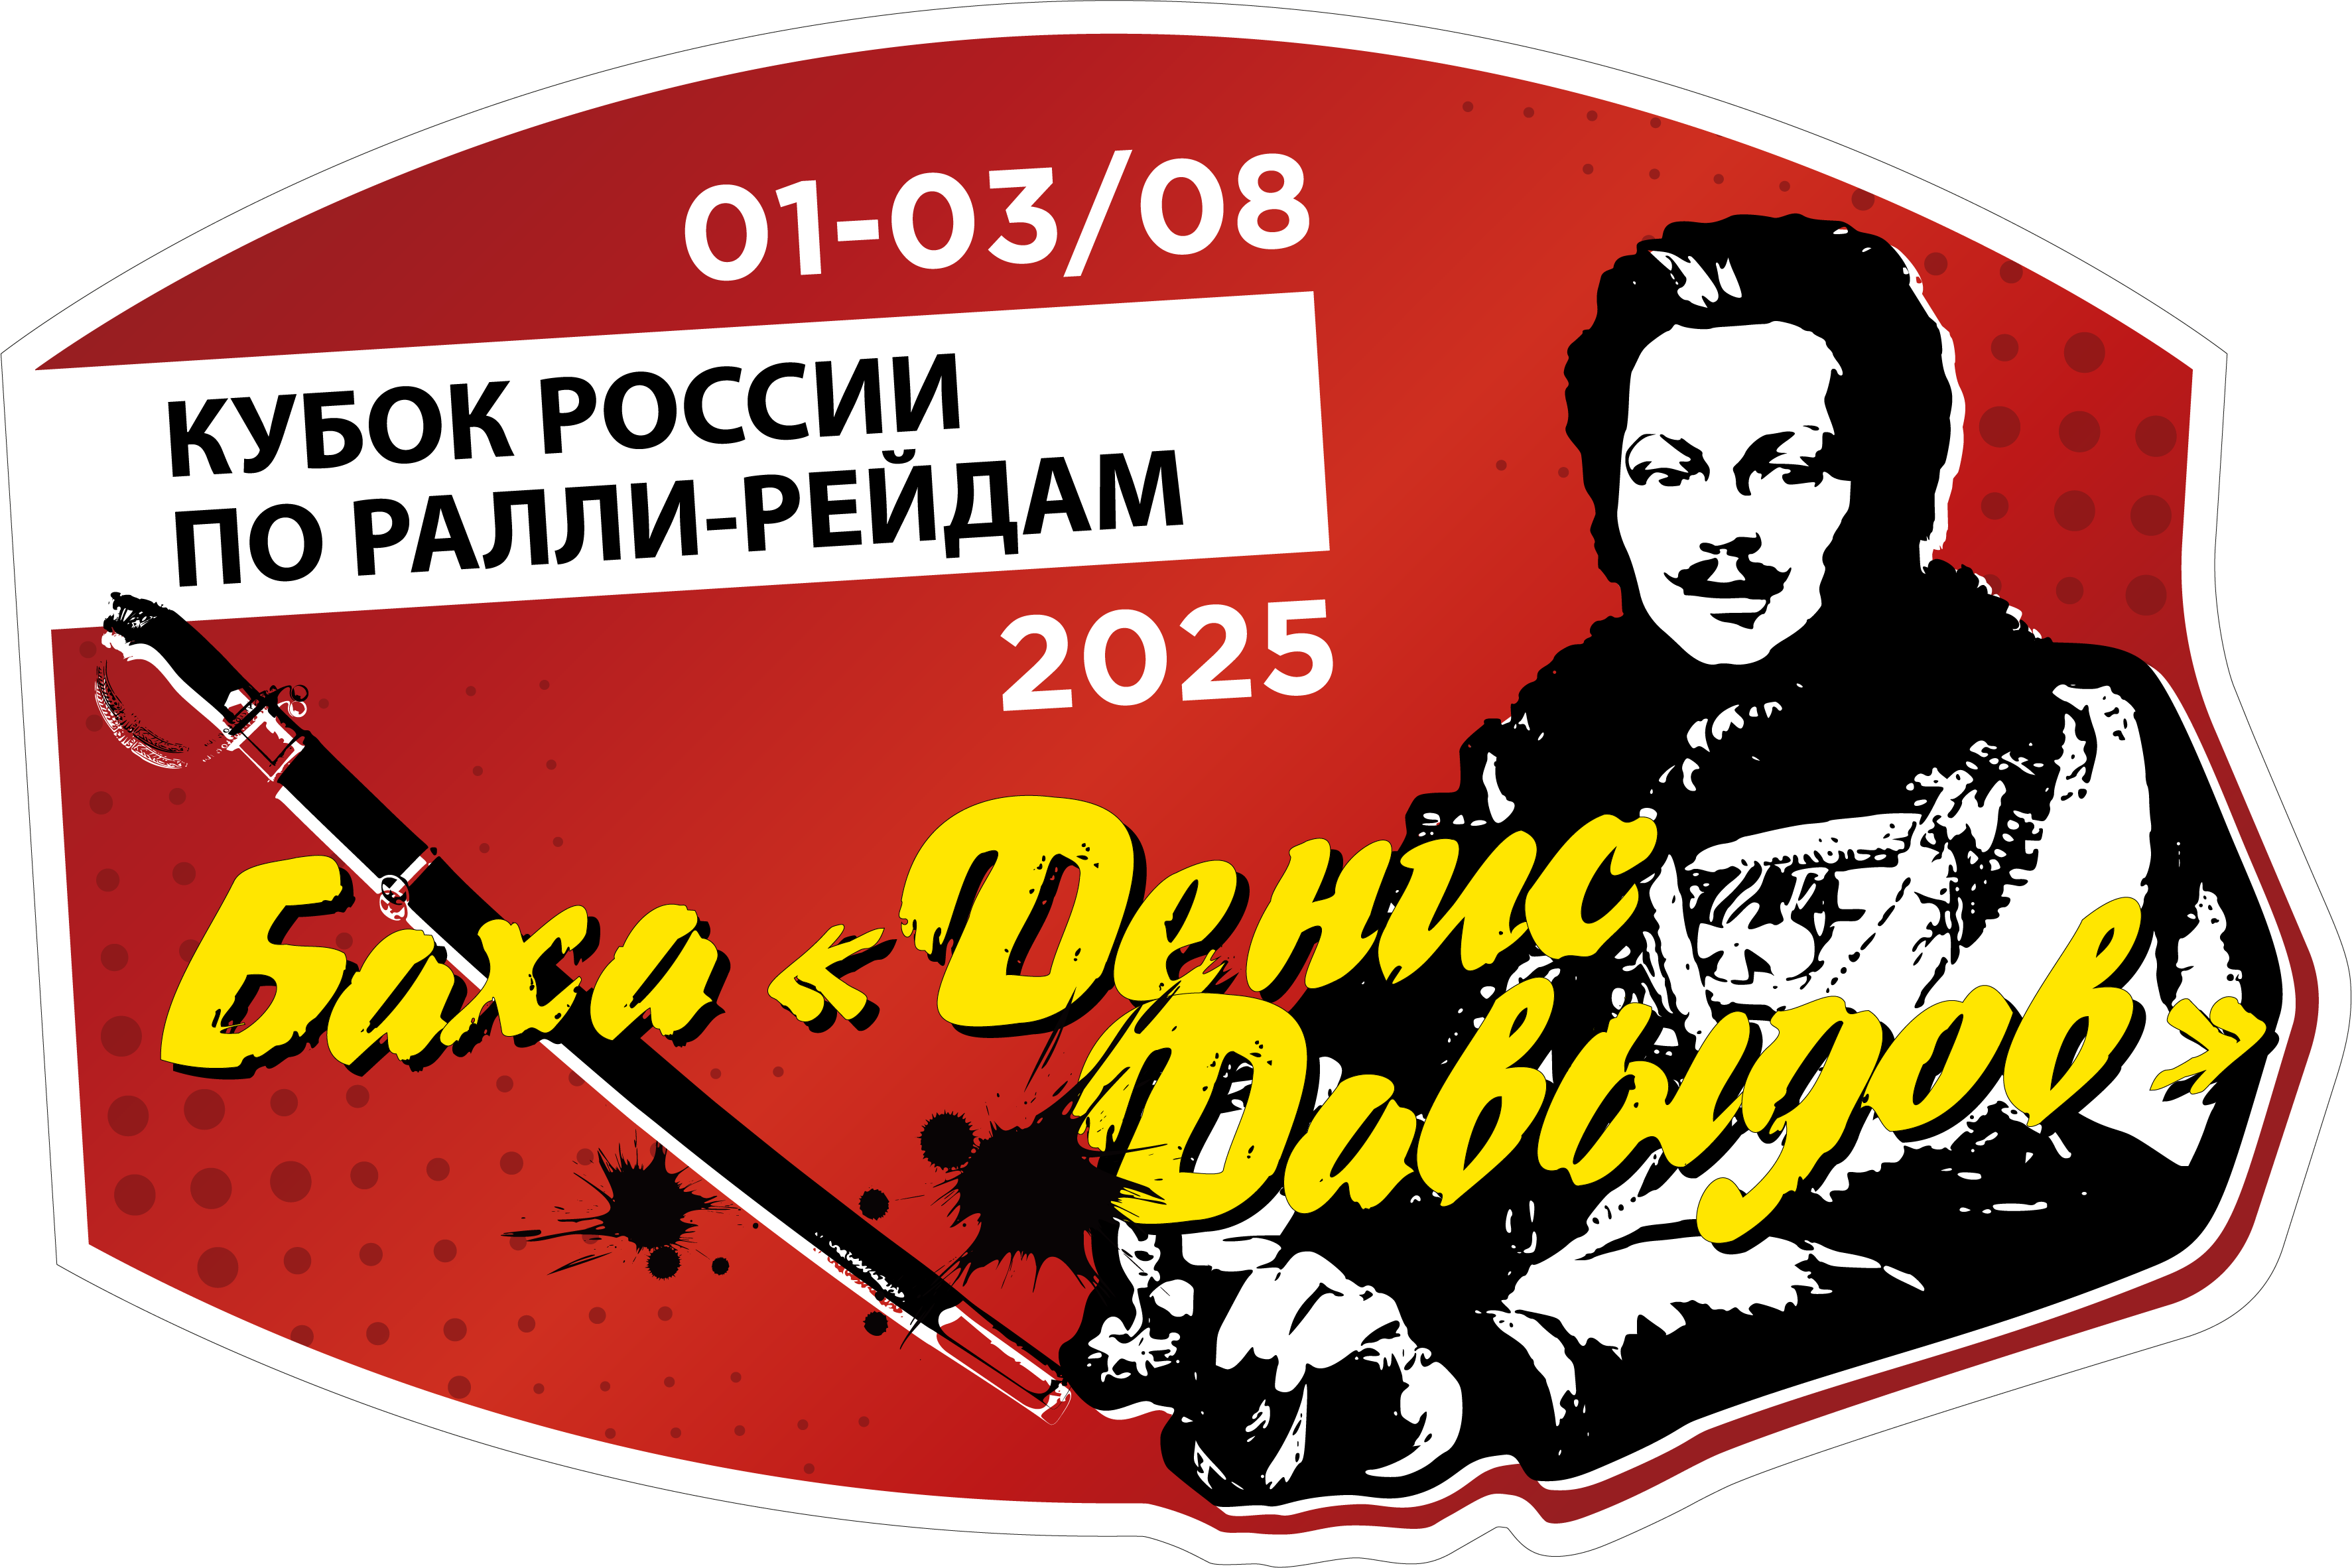 01-03/08
КУБОК РОССИИ
ПО РАЛЛИ-РЕЙДАМ
2025
Баха «Денис
Давыдов»